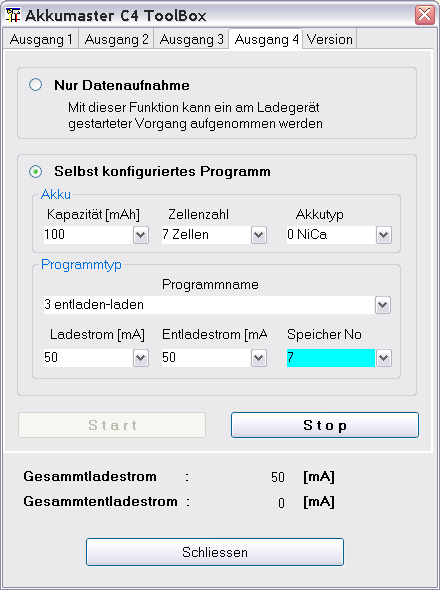 Akkumaster C4 ToolBox
Ausgang 1 Ausgang 2 Ausgang 3 Ausgang 4 Version
Nur Datenaufnahme
Mit dieser Funktion kann ein am Ladegerät
gestarteter Vorgang aufgenommen werden
Selbst konfiguriertes Programm
Akku
Kapazität [mAh] Zellenzahl Akkutyp
100 7 Zellen 0 NiCa
Programmtyp
Programmname
3 entladen-laden
Ladestrom [mA] Entladestrom [mA Speicher No
50 50 7
Start Stop
Gesammtladestrom : 50 [mA]
Gesammtentladestrom : 0 [mA]
Schliessen